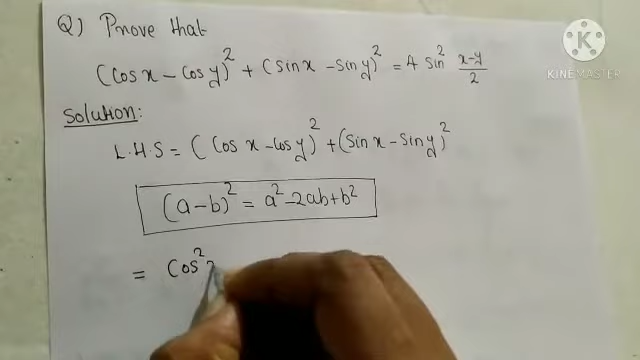 Q) Prove that
(Cos x - Cos y)² + (Sin x - Sin y)² = 4 Sin² (x-y)/2
KINEMASTER
Solution:
L.H.S = (Cos x - Cos y)² + (Sin x - Sin y)²
(a - b)² = a² - 2ab + b²
= Cos²